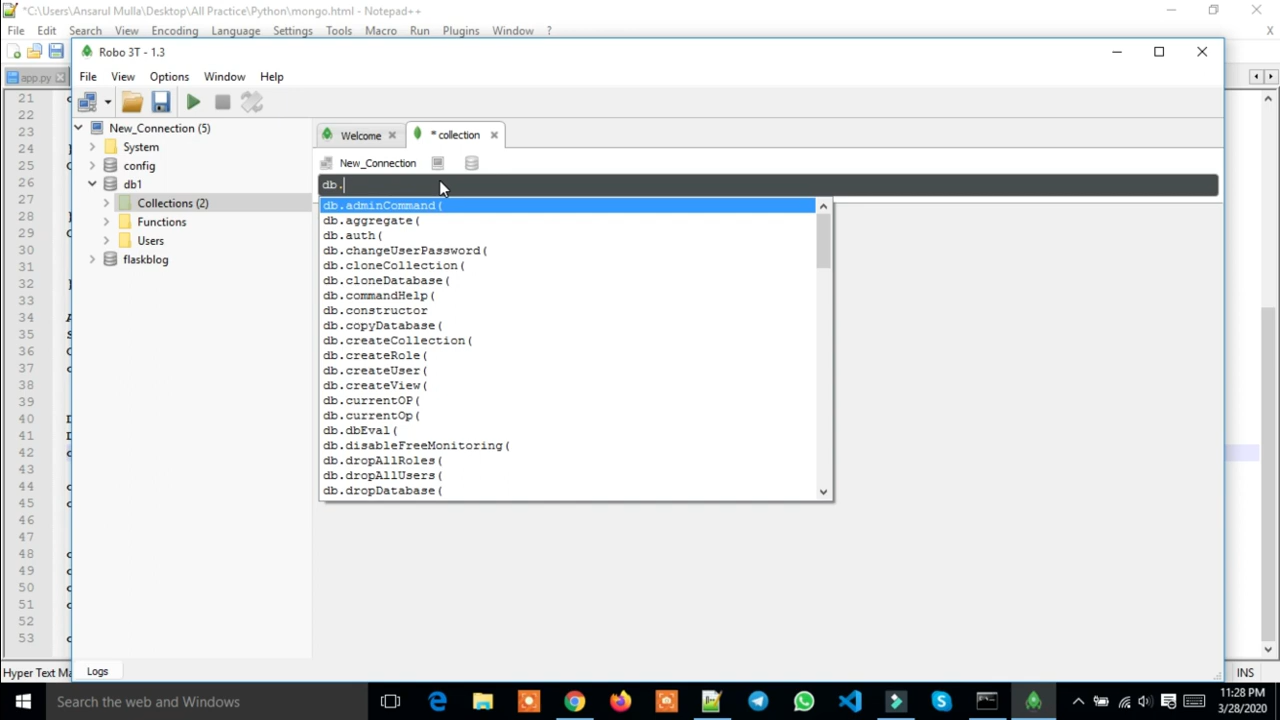 *C:\Users\Ansarul Mulla\Desktop\All Practice\Python\mongo.html - Notepad++
File Edit Search View Encoding Language Settings Tools Macro Run Plugins Window ?
X
Robo 3T - 1.3
File View Options Window Help
app.py
New_Connection (5)
System
config
db1
Collections (2)
Functions
Users
flaskblog
Welcome
* collection
New_Connection
db.
db.adminCommand(
db.aggregate(
db.auth(
db.changeUserPassword(
db.cloneCollection(
db.cloneDatabase(
db.commandHelp(
db.constructor
db.copyDatabase(
db.createCollection(
db.createRole(
db.createUser(
db.createView(
db.currentOP(
db.currentOp(
db.dbEval(
db.disableFreeMonitoring(
db.dropAllRoles(
db.dropAllUsers(
db.dropDatabase(
21
22
23
24
25
26
27
28
29
30
31
32
33
34
35
36
37
38
39
40
41
42
43
44
45
46
47
48
49
50
51
52
53
Logs
Hyper Text Ma
INS
Search the web and Windows
11:28 PM
3/28/2020